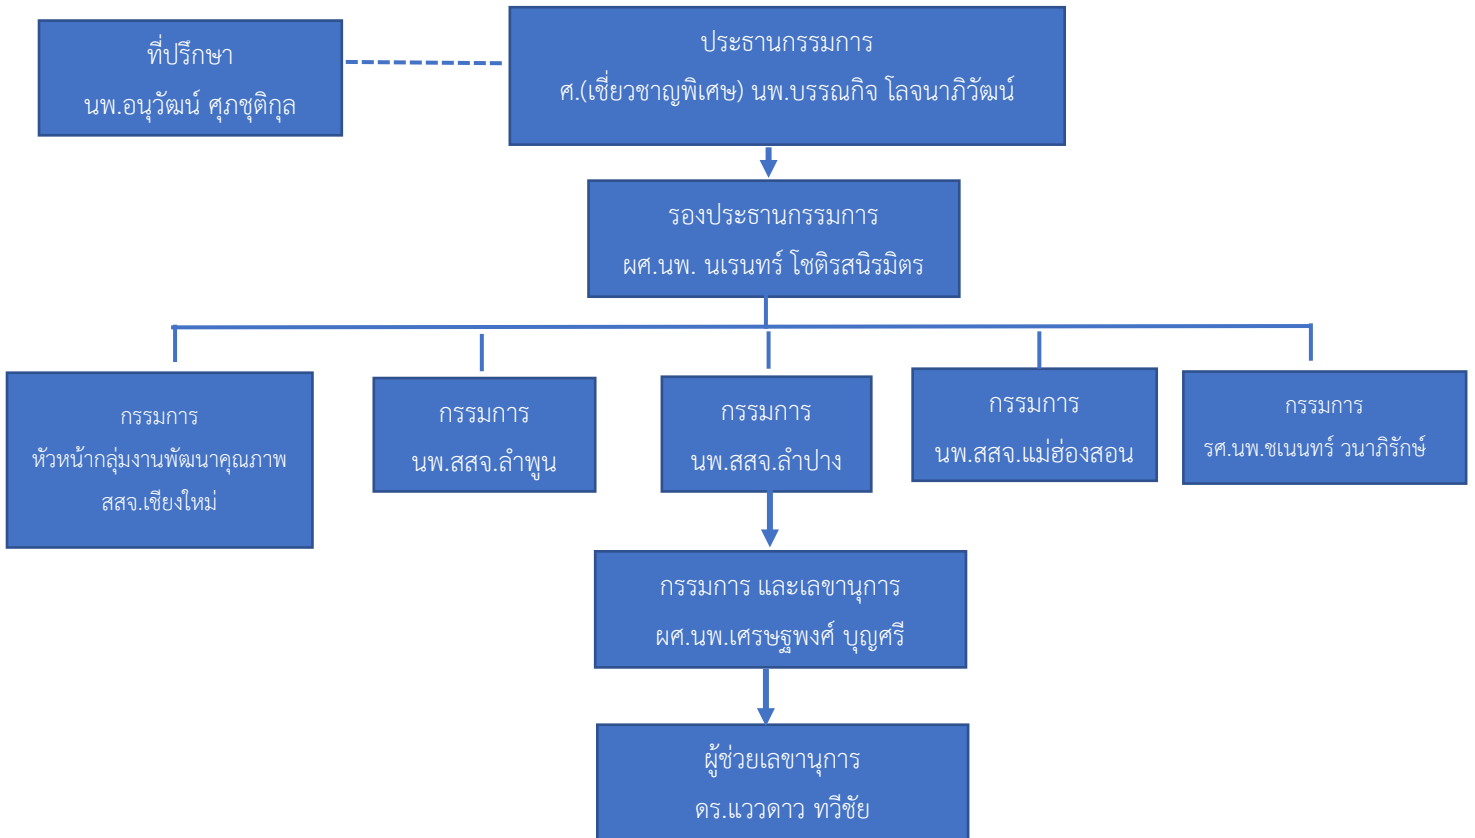 ที่ปรึกษา
นพ.อนุวัฒน์ ศุภชุติกุล
ประธานกรรมการ
ศ.(เชี่ยวชาญพิเศษ) นพ.บรรณกิจ โลจนาภิวัฒน์
รองประธานกรรมการ
ผศ.นพ. นเรนทร์ โชติรสนิรมิตร
กรรมการ
หัวหน้ากลุ่มงานพัฒนาคุณภาพ
สสจ.เชียงใหม่
กรรมการ
นพ.สสจ.ลำพูน
กรรมการ
นพ.สสจ.ลำปาง
กรรมการ
นพ.สสจ.แม่ฮ่องสอน
กรรมการ
รศ.นพ.ชเนนทร์ วนาภิรักษ์
กรรมการ และเลขานุการ
ผศ.นพ.เศรษฐพงศ์ บุญศรี
ผู้ช่วยเลขานุการ
ดร.แววดาว ทวีชัย